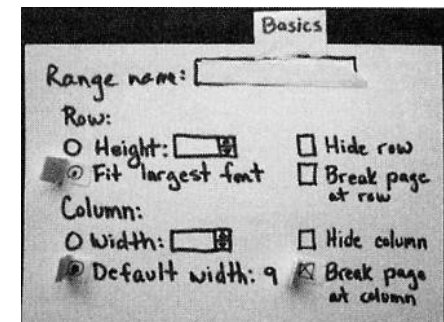 Basics
Range name:
Row:
Height: Hide row
Fit largest font Break page
at row
Column:
Width: Hide column
Default width: 9 Break page
at column